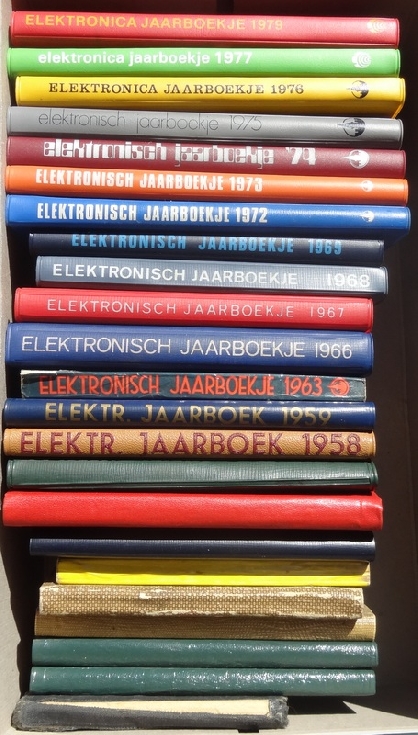 ELEKTRONICA JAARBOEKJE 1979
elektronica jaarboekje 1977
ELEKTRONICA JAARBOEKJE 1976
elektronisch jaarboekje 1975
elektronisch jaarboekje '74
ELEKTRONISCH JAARBOEKJE 1973
ELEKTRONISCH JAARBOEKJE 1972
ELEKTRONISCH JAARBOEKJE 1969
ELEKTRONISCH JAARBOEKJE 1968
ELEKTRONISCH JAARBOEKJE 1967
ELEKTRONISCH JAARBOEKJE 1966
ELEKTRONISCH JAARBOEKJE 1963
ELEKTR. JAARBOEK 1959
ELEKTR. JAARBOEK 1958